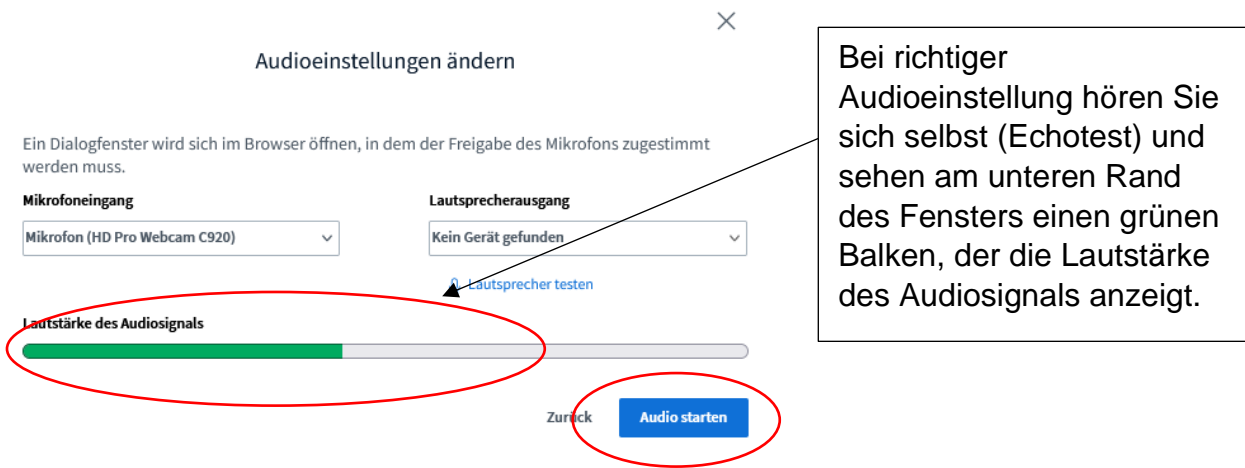 Audioeinstellungen ändern
Ein Dialogfenster wird sich im Browser öffnen, in dem der Freigabe des Mikrofons zugestimmt
werden muss.
Mikrofoneingang
Mikrofon (HD Pro Webcam C920)
Lautsprecherausgang
Kein Gerät gefunden
Lautsprecher testen
Lautstärke des Audiosignals
Zurück
Audio starten
Bei richtiger
Audioeinstellung hören Sie
sich selbst (Echotest) und
sehen am unteren Rand
des Fensters einen grünen
Balken, der die Lautstärke
des Audiosignals anzeigt.